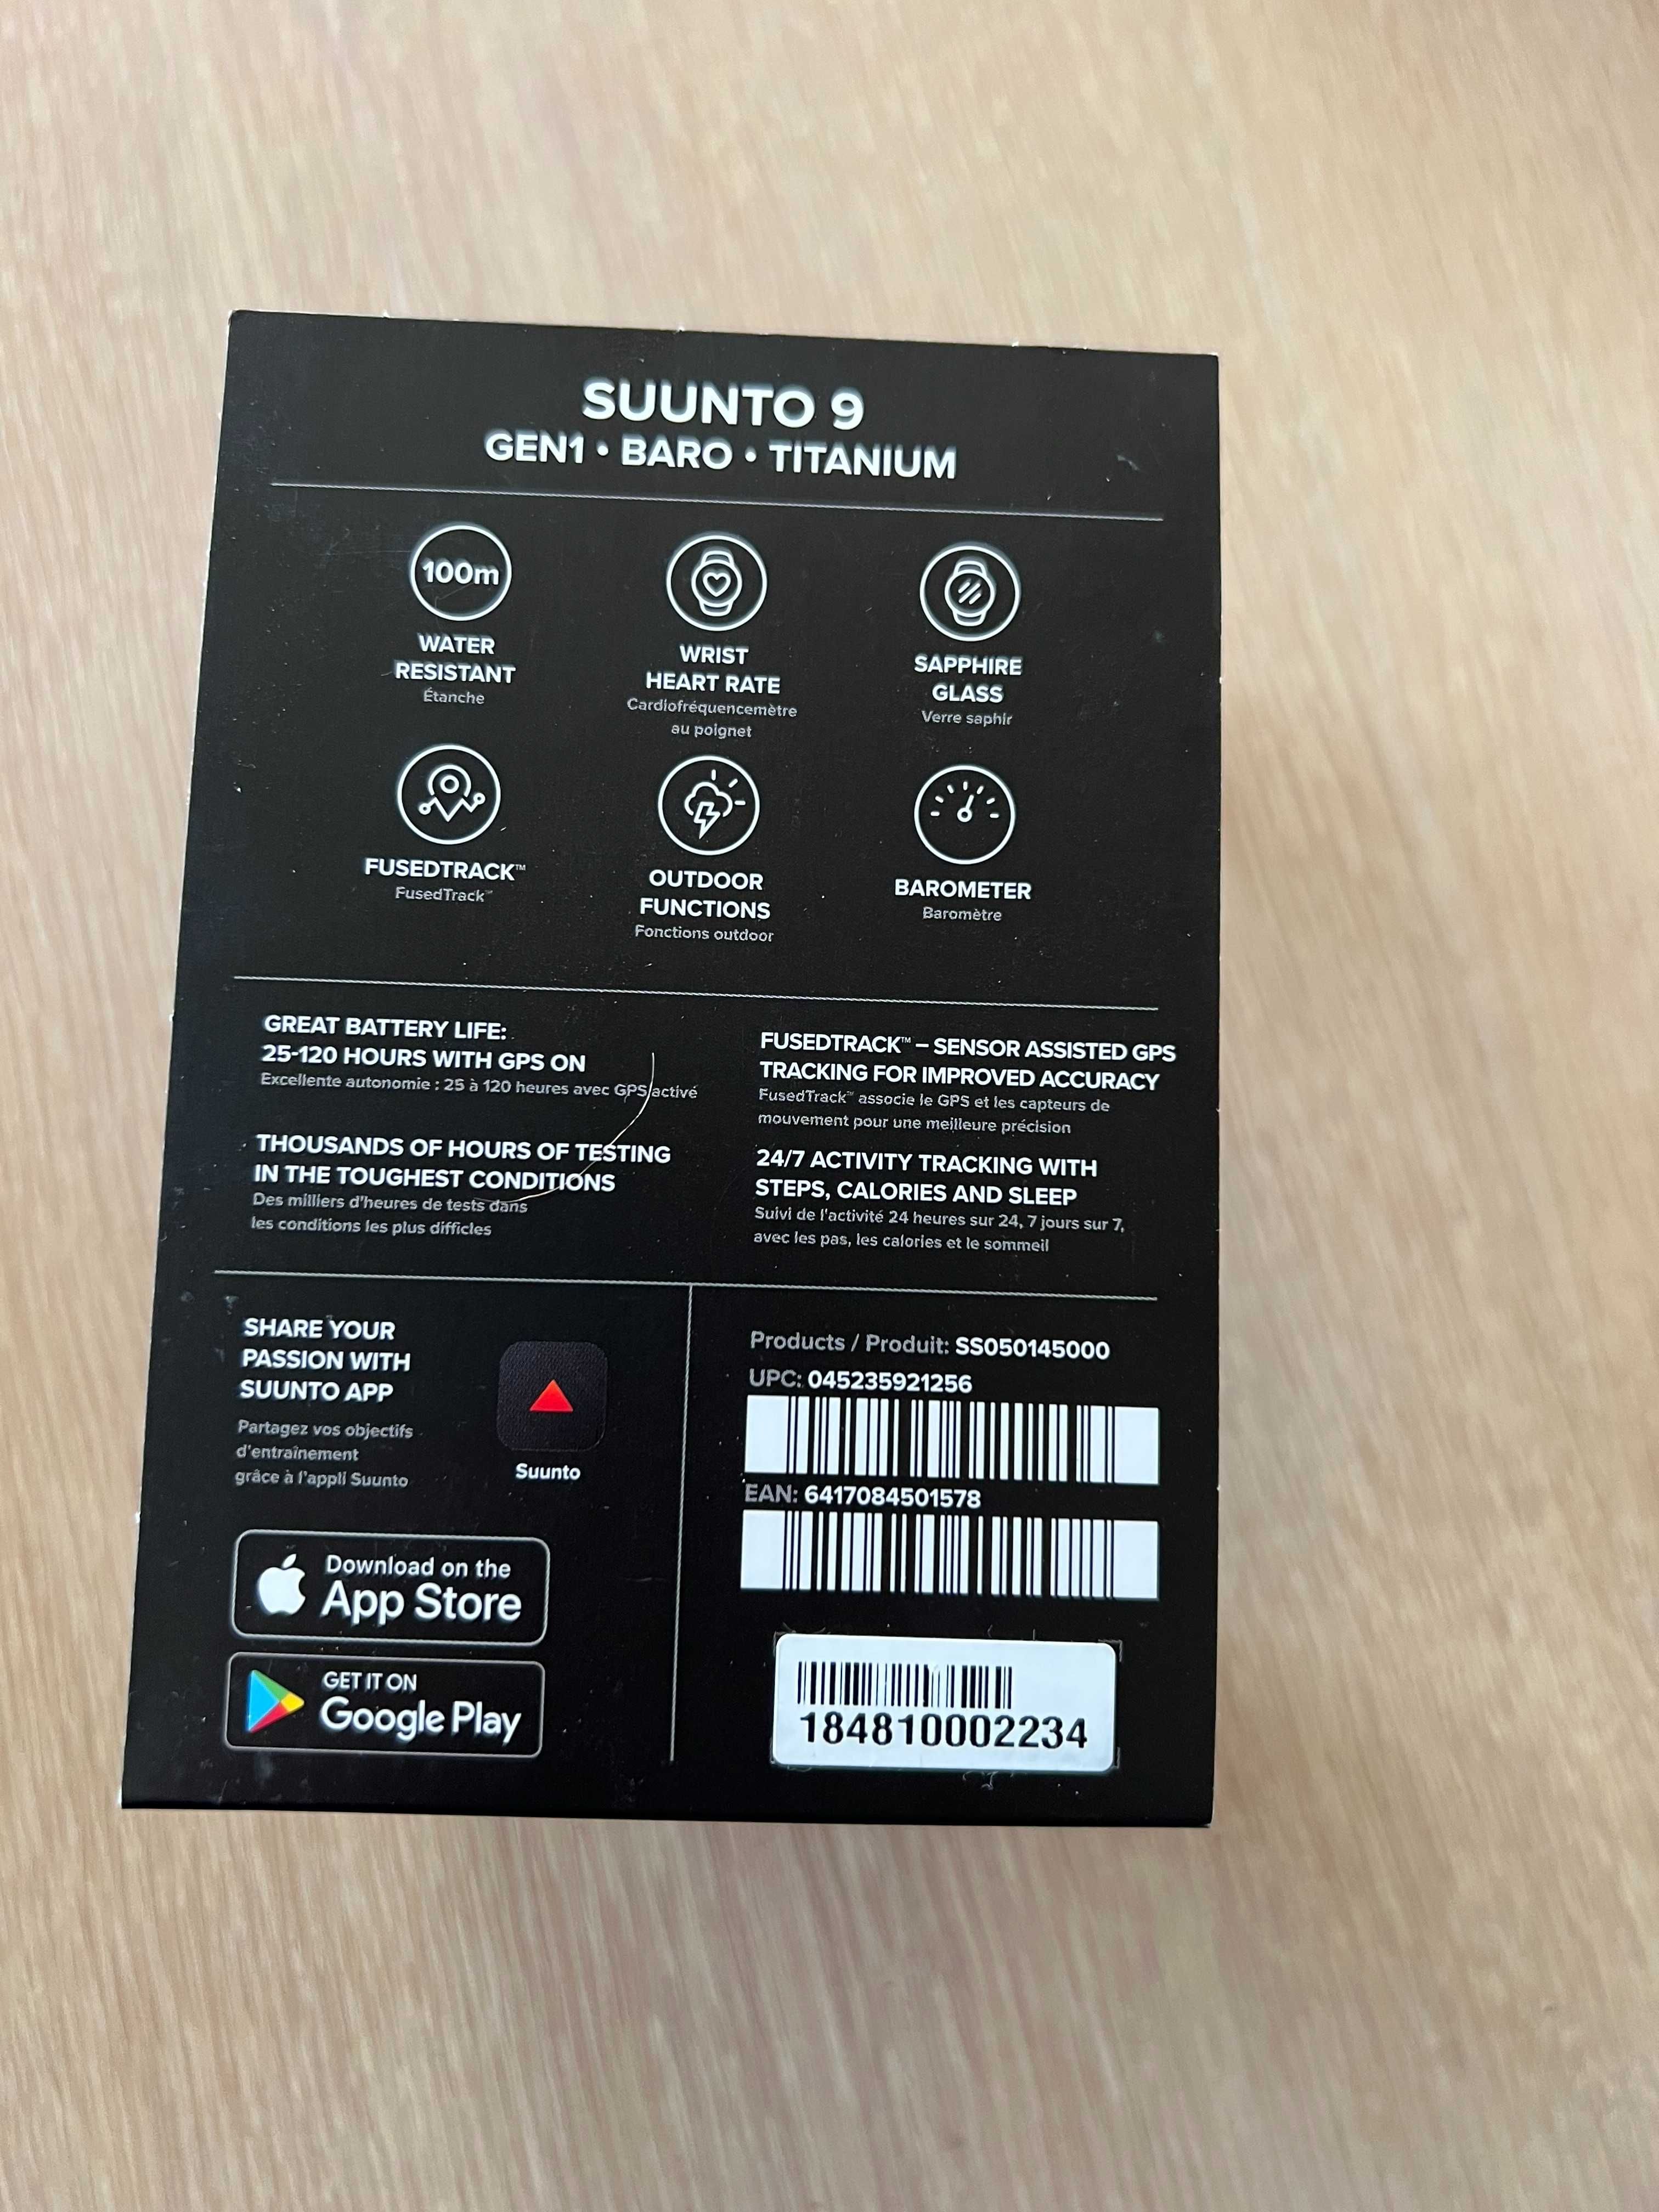 SUUNTO 9
GEN1 • BARO • TITANIUM
100m
WATER
RESISTANT
Étanche
WRIST
HEART RATE
Cardiofréquencemètre
au poignet
SAPPHIRE
GLASS
Verre saphir
FUSEDTRACK™
FusedTrack™
OUTDOOR
FUNCTIONS
Fonctions outdoor
BAROMETER
Baromètre
GREAT BATTERY LIFE:
25-120 HOURS WITH GPS ON
Excellente autonomie : 25 à 120 heures avec GPS activé
THOUSANDS OF HOURS OF TESTING
IN THE TOUGHEST CONDITIONS
Des milliers d'heures de tests dans
les conditions les plus difficles
FUSEDTRACK™ – SENSOR ASSISTED GPS
TRACKING FOR IMPROVED ACCURACY
FusedTrack™ associe le GPS et les capteurs de
mouvement pour une meilleure précision
24/7 ACTIVITY TRACKING WITH
STEPS, CALORIES AND SLEEP
Suivi de l'activité 24 heures sur 24, 7 jours sur 7,
avec les pas, les calories et le sommeil
SHARE YOUR
PASSION WITH
SUUNTO APP
Partagez vos objectifs
d'entraînement
grâce à l'appli Suunto
Suunto
Download on the
App Store
GET IT ON
Google Play
Products / Produit: SS050145000
UPC: 045235921256
EAN: 6417084501578
184810002234